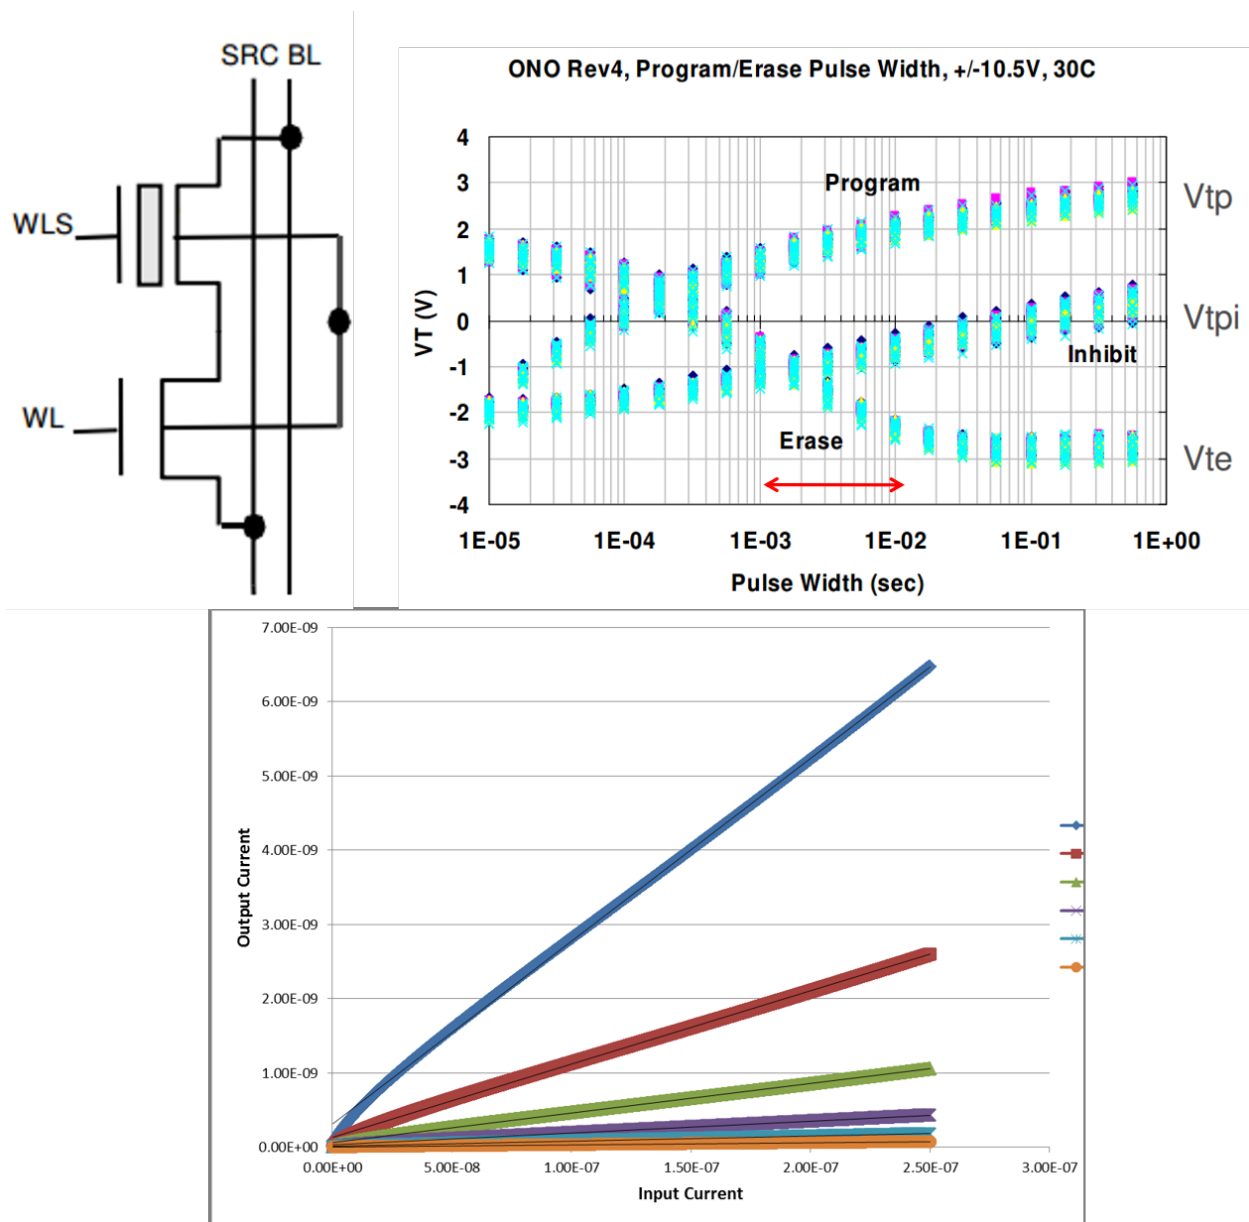 SRC BL
WLS
WL
ONO Rev4, Program/Erase Pulse Width, +/-10.5V, 30C
4
3
2
1
0
-1
-2
-3
-4
VT (V)
Program
Inhibit
Erase
Vtp
Vtpi
Vte
1E-05 1E-04 1E-03 1E-02 1E-01 1E+00
Pulse Width (sec)
7.00E-09
6.00E-09
5.00E-09
4.00E-09
3.00E-09
2.00E-09
1.00E-09
0.00E+00
Output Current
0.00E+00 5.00E-08 1.00E-07 1.50E-07 2.00E-07 2.50E-07 3.00E-07
Input Current